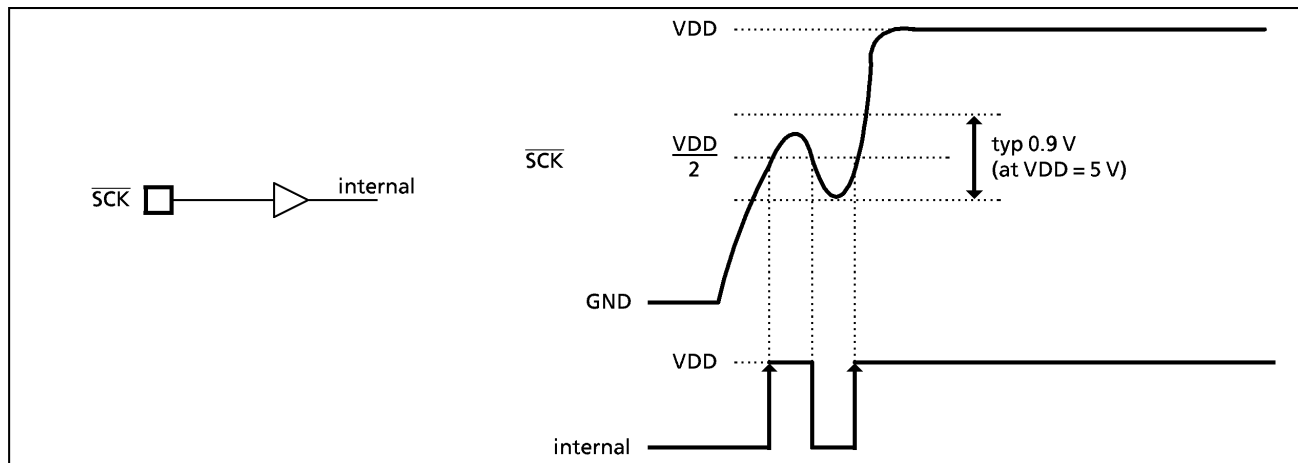 VDD
SCK
VDD
2
typ 0.9 V
(at VDD = 5 V)
SCK
internal
GND
VDD
internal